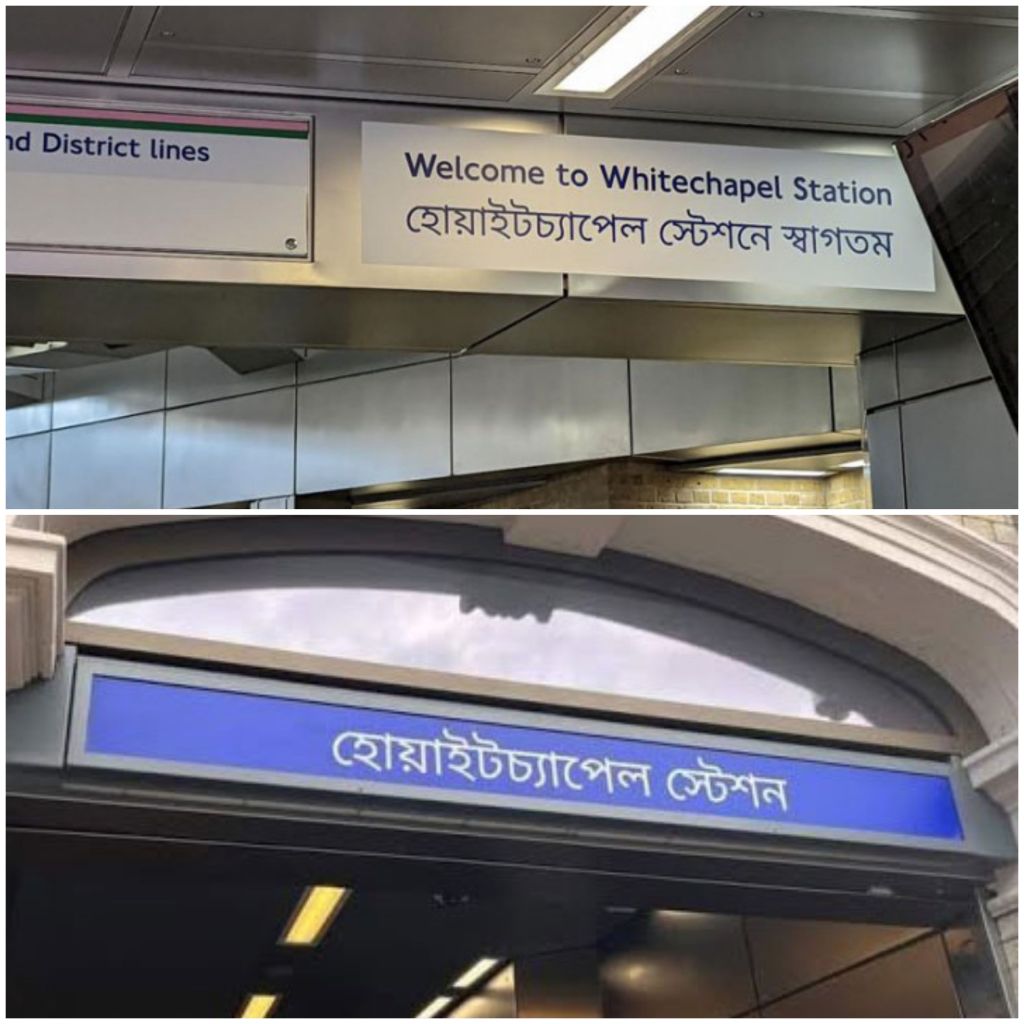 nd District lines
Welcome to Whitechapel Station
হোয়াইটচ্যাপেল স্টেশনে স্বাগতম
হোয়াইটচ্যাপেল স্টেশন